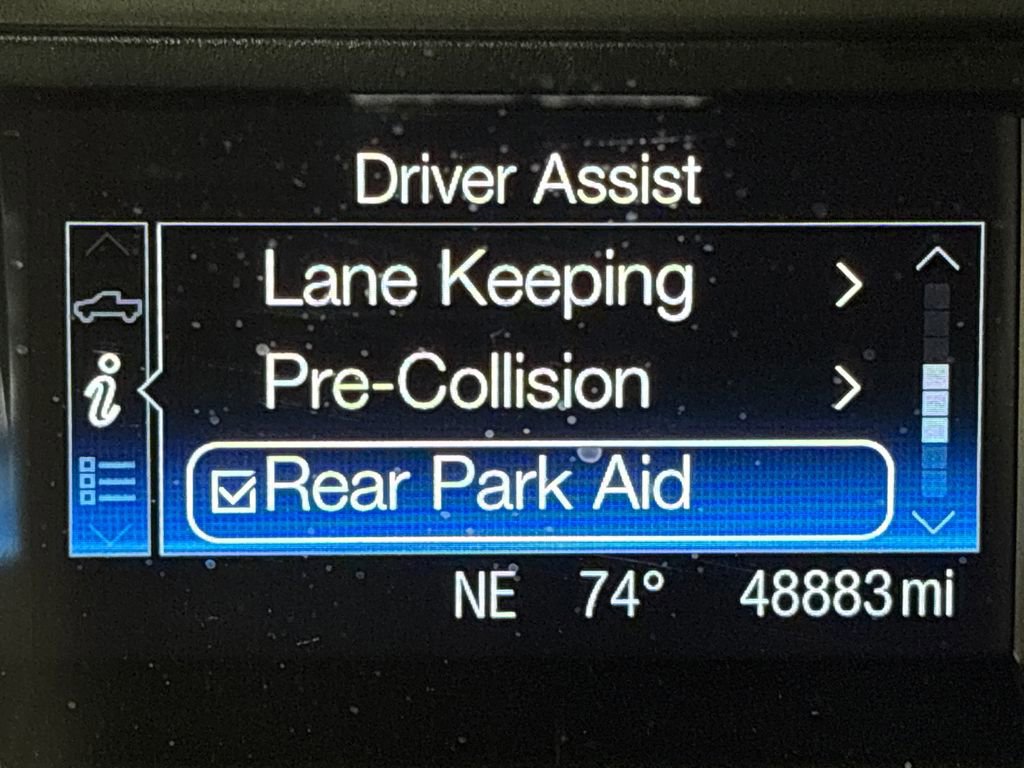 Driver Assist
Lane Keeping
Pre-Collision
Rear Park Aid
NE 74° 48883 mi